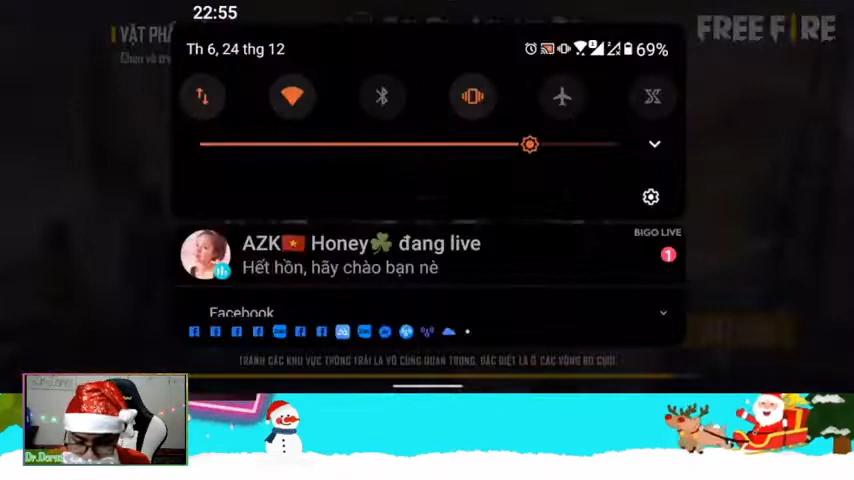 22:55
FREE FIRE
VẬT PHẨ
Th 6, 24 thg 12
69%
BIGO LIVE
AZK🇻🇳 Honey☘️ đang live
1
Hết hồn, hãy chào bạn nè
Facebook
TRÁNH CÁC KHU VỰC THÔNG TRẢI LÀ VÔ CÙNG QUAN TRỌNG, ĐẶC BIỆT LÀ Ở CÁC VÒNG BO CUỐI.